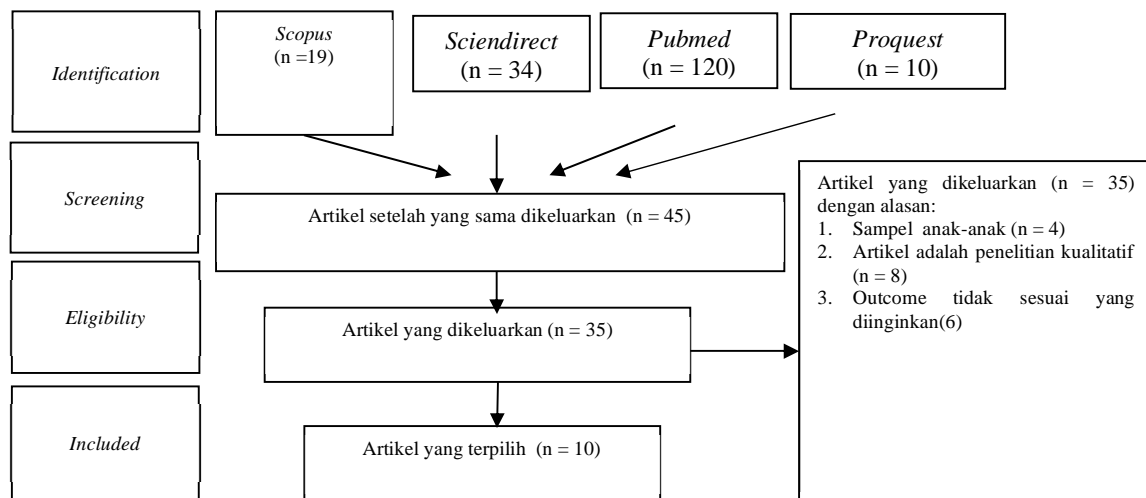 Identification
Scopus
(n =19)
Sciendirect
(n = 34)
Pubmed
(n = 120)
Proquest
(n = 10)
Screening
Artikel setelah yang sama dikeluarkan (n = 45)
Artikel yang dikeluarkan (n = 35)
dengan alasan:
1. Sampel anak-anak (n = 4)
2. Artikel adalah penelitian kualitatif
(n = 8)
3. Outcome tidak sesuai yang
diinginkan(6)
Eligibility
Artikel yang dikeluarkan (n = 35)
Included
Artikel yang terpilih (n = 10)